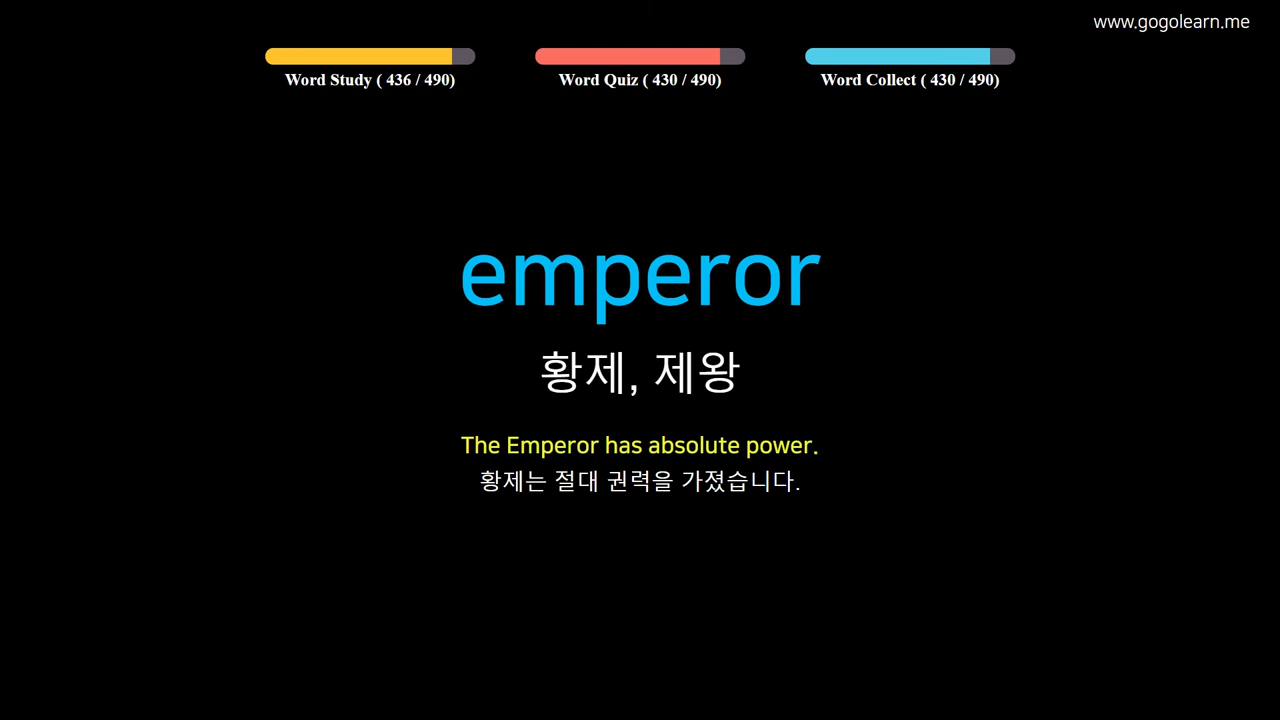 www.gogolearn.me
Word Study ( 436 / 490)
Word Quiz ( 430 / 490)
Word Collect ( 430 / 490)
emperor
황제, 제왕
The Emperor has absolute power.
황제는 절대 권력을 가졌습니다.